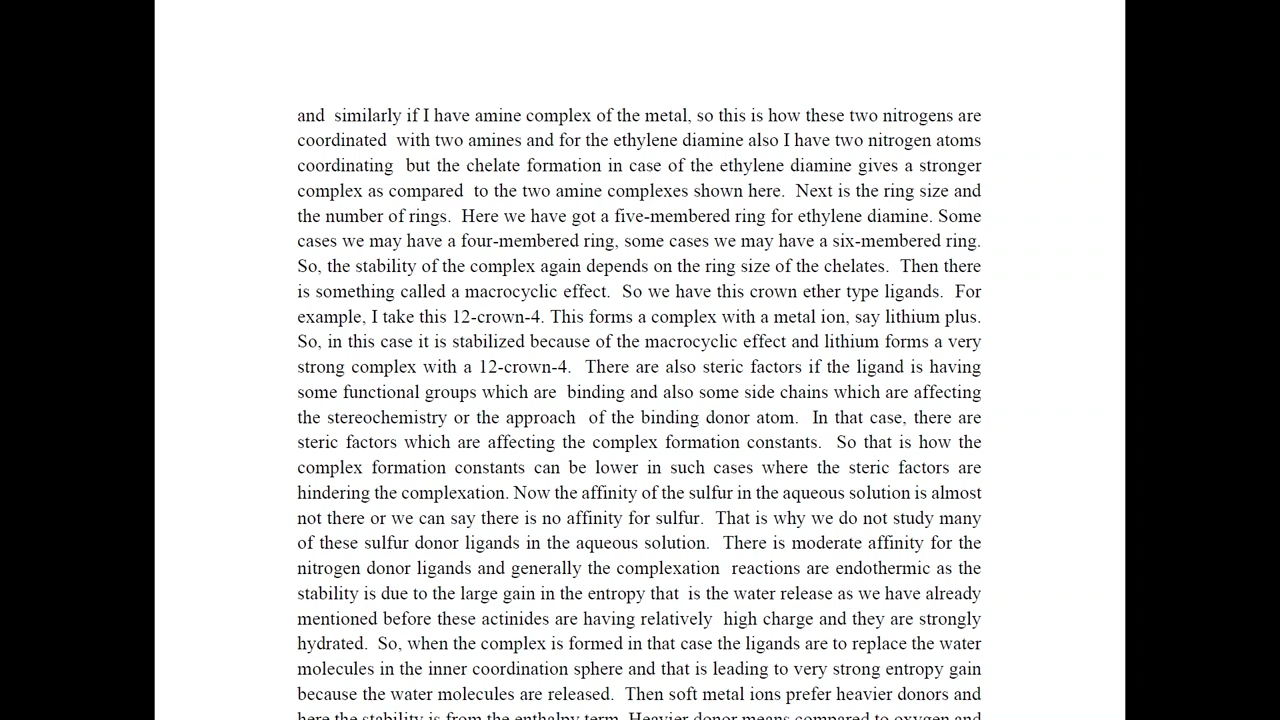 and similarly if I have amine complex of the metal, so this is how these two nitrogens are
coordinated with two amines and for the ethylene diamine also I have two nitrogen atoms
coordinating but the chelate formation in case of the ethylene diamine gives a stronger
complex as compared to the two amine complexes shown here. Next is the ring size and
the number of rings. Here we have got a five-membered ring for ethylene diamine. Some
cases we may have a four-membered ring, some cases we may have a six-membered ring.
So, the stability of the complex again depends on the ring size of the chelates. Then there
is something called a macrocyclic effect. So we have this crown ether type ligands. For
example, I take this 12-crown-4. This forms a complex with a metal ion, say lithium plus.
So, in this case it is stabilized because of the macrocyclic effect and lithium forms a very
strong complex with a 12-crown-4. There are also steric factors if the ligand is having
some functional groups which are binding and also some side chains which are affecting
the stereochemistry or the approach of the binding donor atom. In that case, there are
steric factors which are affecting the complex formation constants. So that is how the
complex formation constants can be lower in such cases where the steric factors are
hindering the complexation. Now the affinity of the sulfur in the aqueous solution is almost
not there or we can say there is no affinity for sulfur. That is why we do not study many
of these sulfur donor ligands in the aqueous solution. There is moderate affinity for the
nitrogen donor ligands and generally the complexation reactions are endothermic as the
stability is due to the large gain in the entropy that is the water release as we have already
mentioned before these actinides are having relatively high charge and they are strongly
hydrated. So, when the complex is formed in that case the ligands are to replace the water
molecules in the inner coordination sphere and that is leading to very strong entropy gain
because the water molecules are released. Then soft metal ions prefer heavier donors and
here the stability is from the enthalpy term. Heavier donor means compared to oxygen and